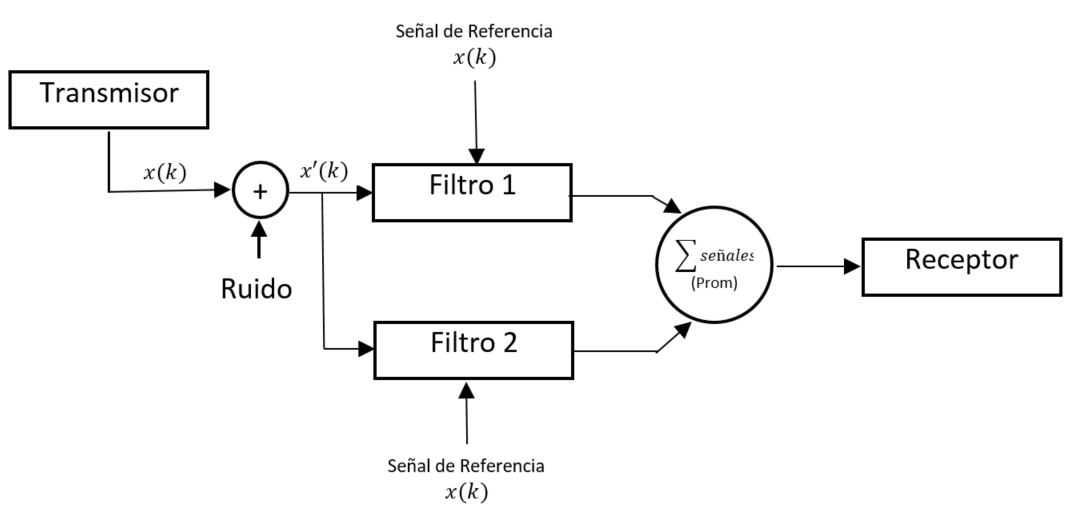 Señal de Referencia
x(k)
Transmisor
x(k)
+
x'(k)
Filtro 1
Ruido
∑ señales
(Prom)
Receptor
Filtro 2
Señal de Referencia
x(k)